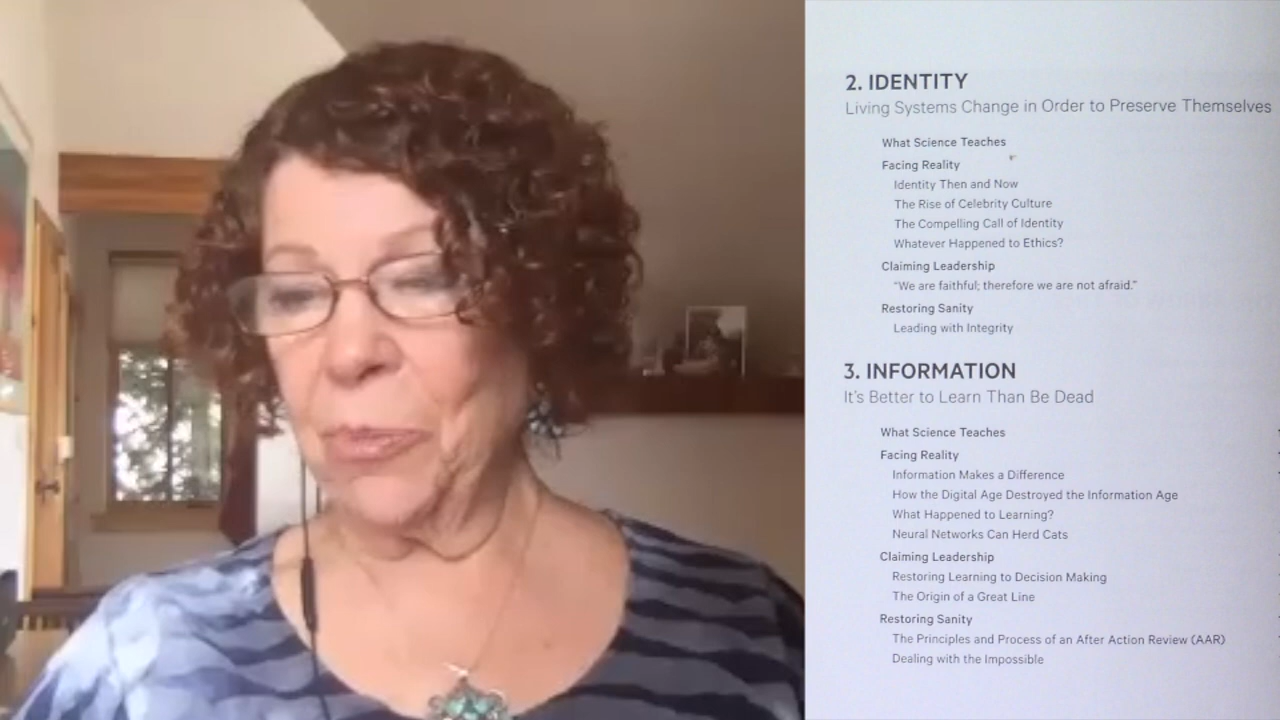 2. IDENTITY
Living Systems Change in Order to Preserve Themselves
What Science Teaches
Facing Reality
Identity Then and Now
The Rise of Celebrity Culture
The Compelling Call of Identity
Whatever Happened to Ethics?
Claiming Leadership
"We are faithful; therefore we are not afraid."
Restoring Sanity
Leading with Integrity
3. INFORMATION
It's Better to Learn Than Be Dead
What Science Teaches
Facing Reality
Information Makes a Difference
How the Digital Age Destroyed the Information Age
What Happened to Learning?
Neural Networks Can Herd Cats
Claiming Leadership
Restoring Learning to Decision Making
The Origin of a Great Line
Restoring Sanity
The Principles and Process of an After Action Review (AAR)
Dealing with the Impossible